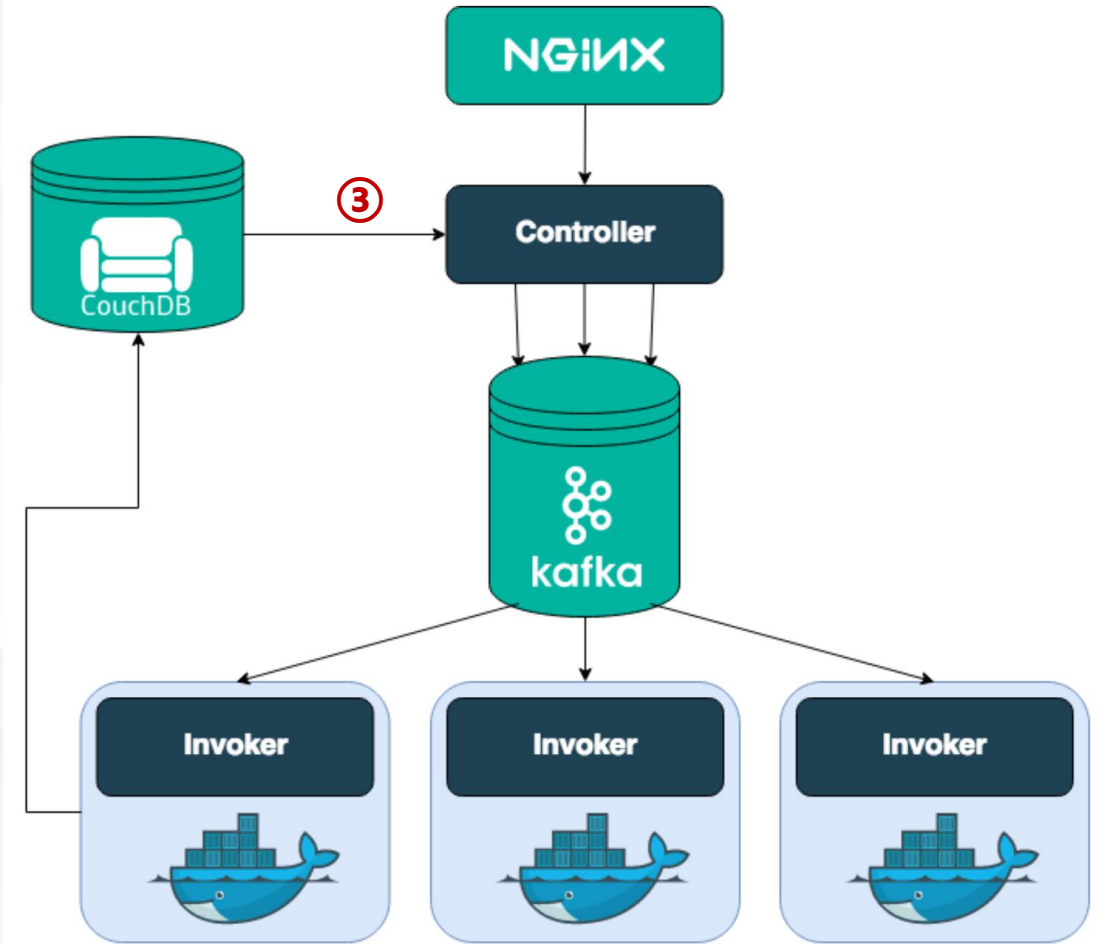 NGiNX
③
Controller
CouchDB
kafka
Invoker
Invoker
Invoker